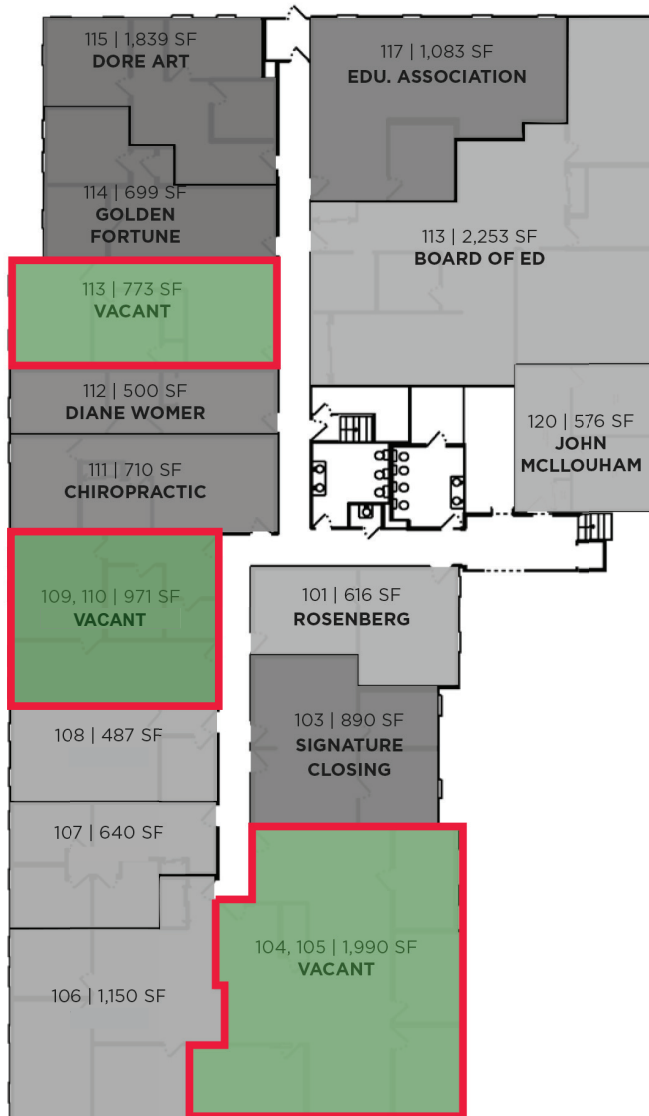 115 | 1,839 SF
DORE ART
117 | 1,083 SF
EDU. ASSOCIATION
114 | 699 SF
GOLDEN
FORTUNE
113 | 2,253 SF
BOARD OF ED
113 | 773 SF
VACANT
112 | 500 SF
DIANE WOMER
120 | 576 SF
JOHN
MCLLOUHAM
111 | 710 SF
CHIROPRACTIC
109, 110 | 971 SF
VACANT
101 | 616 SF
ROSENBERG
108 | 487 SF
103 | 890 SF
SIGNATURE
CLOSING
107 | 640 SF
104, 105 | 1,990 SF
VACANT
106 | 1,150 SF